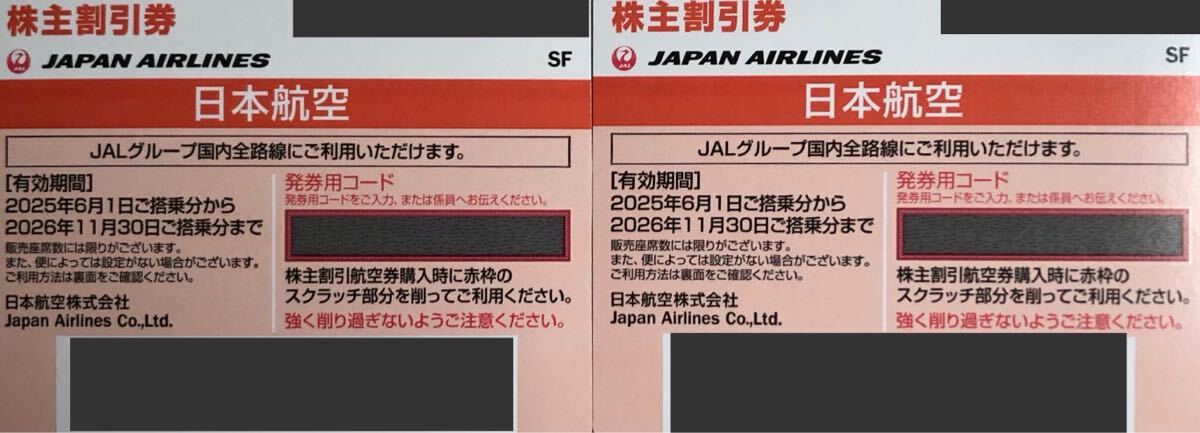 株主割引券
JAL JAPAN AIRLINES SF
日本航空
JALグループ国内全路線にご利用いただけます。
[有効期間]
2025年6月1日ご搭乗分から
2026年11月30日ご搭乗分まで
販売座席数には限りがございます。
また、便によっては設定がない場合がございます。
ご利用方法は裏面をご確認ください。
日本航空株式会社
Japan Airlines Co.,Ltd.
発券用コード
発券用コードをご入力、または係員へお伝えください。
株主割引航空券購入時に赤枠の
スクラッチ部分を削ってご利用ください。
強く削り過ぎないようご注意ください。
株主割引券
JAL JAPAN AIRLINES SF
日本航空
JALグループ国内全路線にご利用いただけます。
[有効期間]
2025年6月1日ご搭乗分から
2026年11月30日ご搭乗分まで
販売座席数には限りがございます。
また、便によっては設定がない場合がございます。
ご利用方法は裏面をご確認ください。
日本航空株式会社
Japan Airlines Co.,Ltd.
発券用コード
発券用コードをご入力、または係員へお伝えください。
株主割引航空券購入時に赤枠の
スクラッチ部分を削ってご利用ください。
強く削り過ぎないようご注意ください。